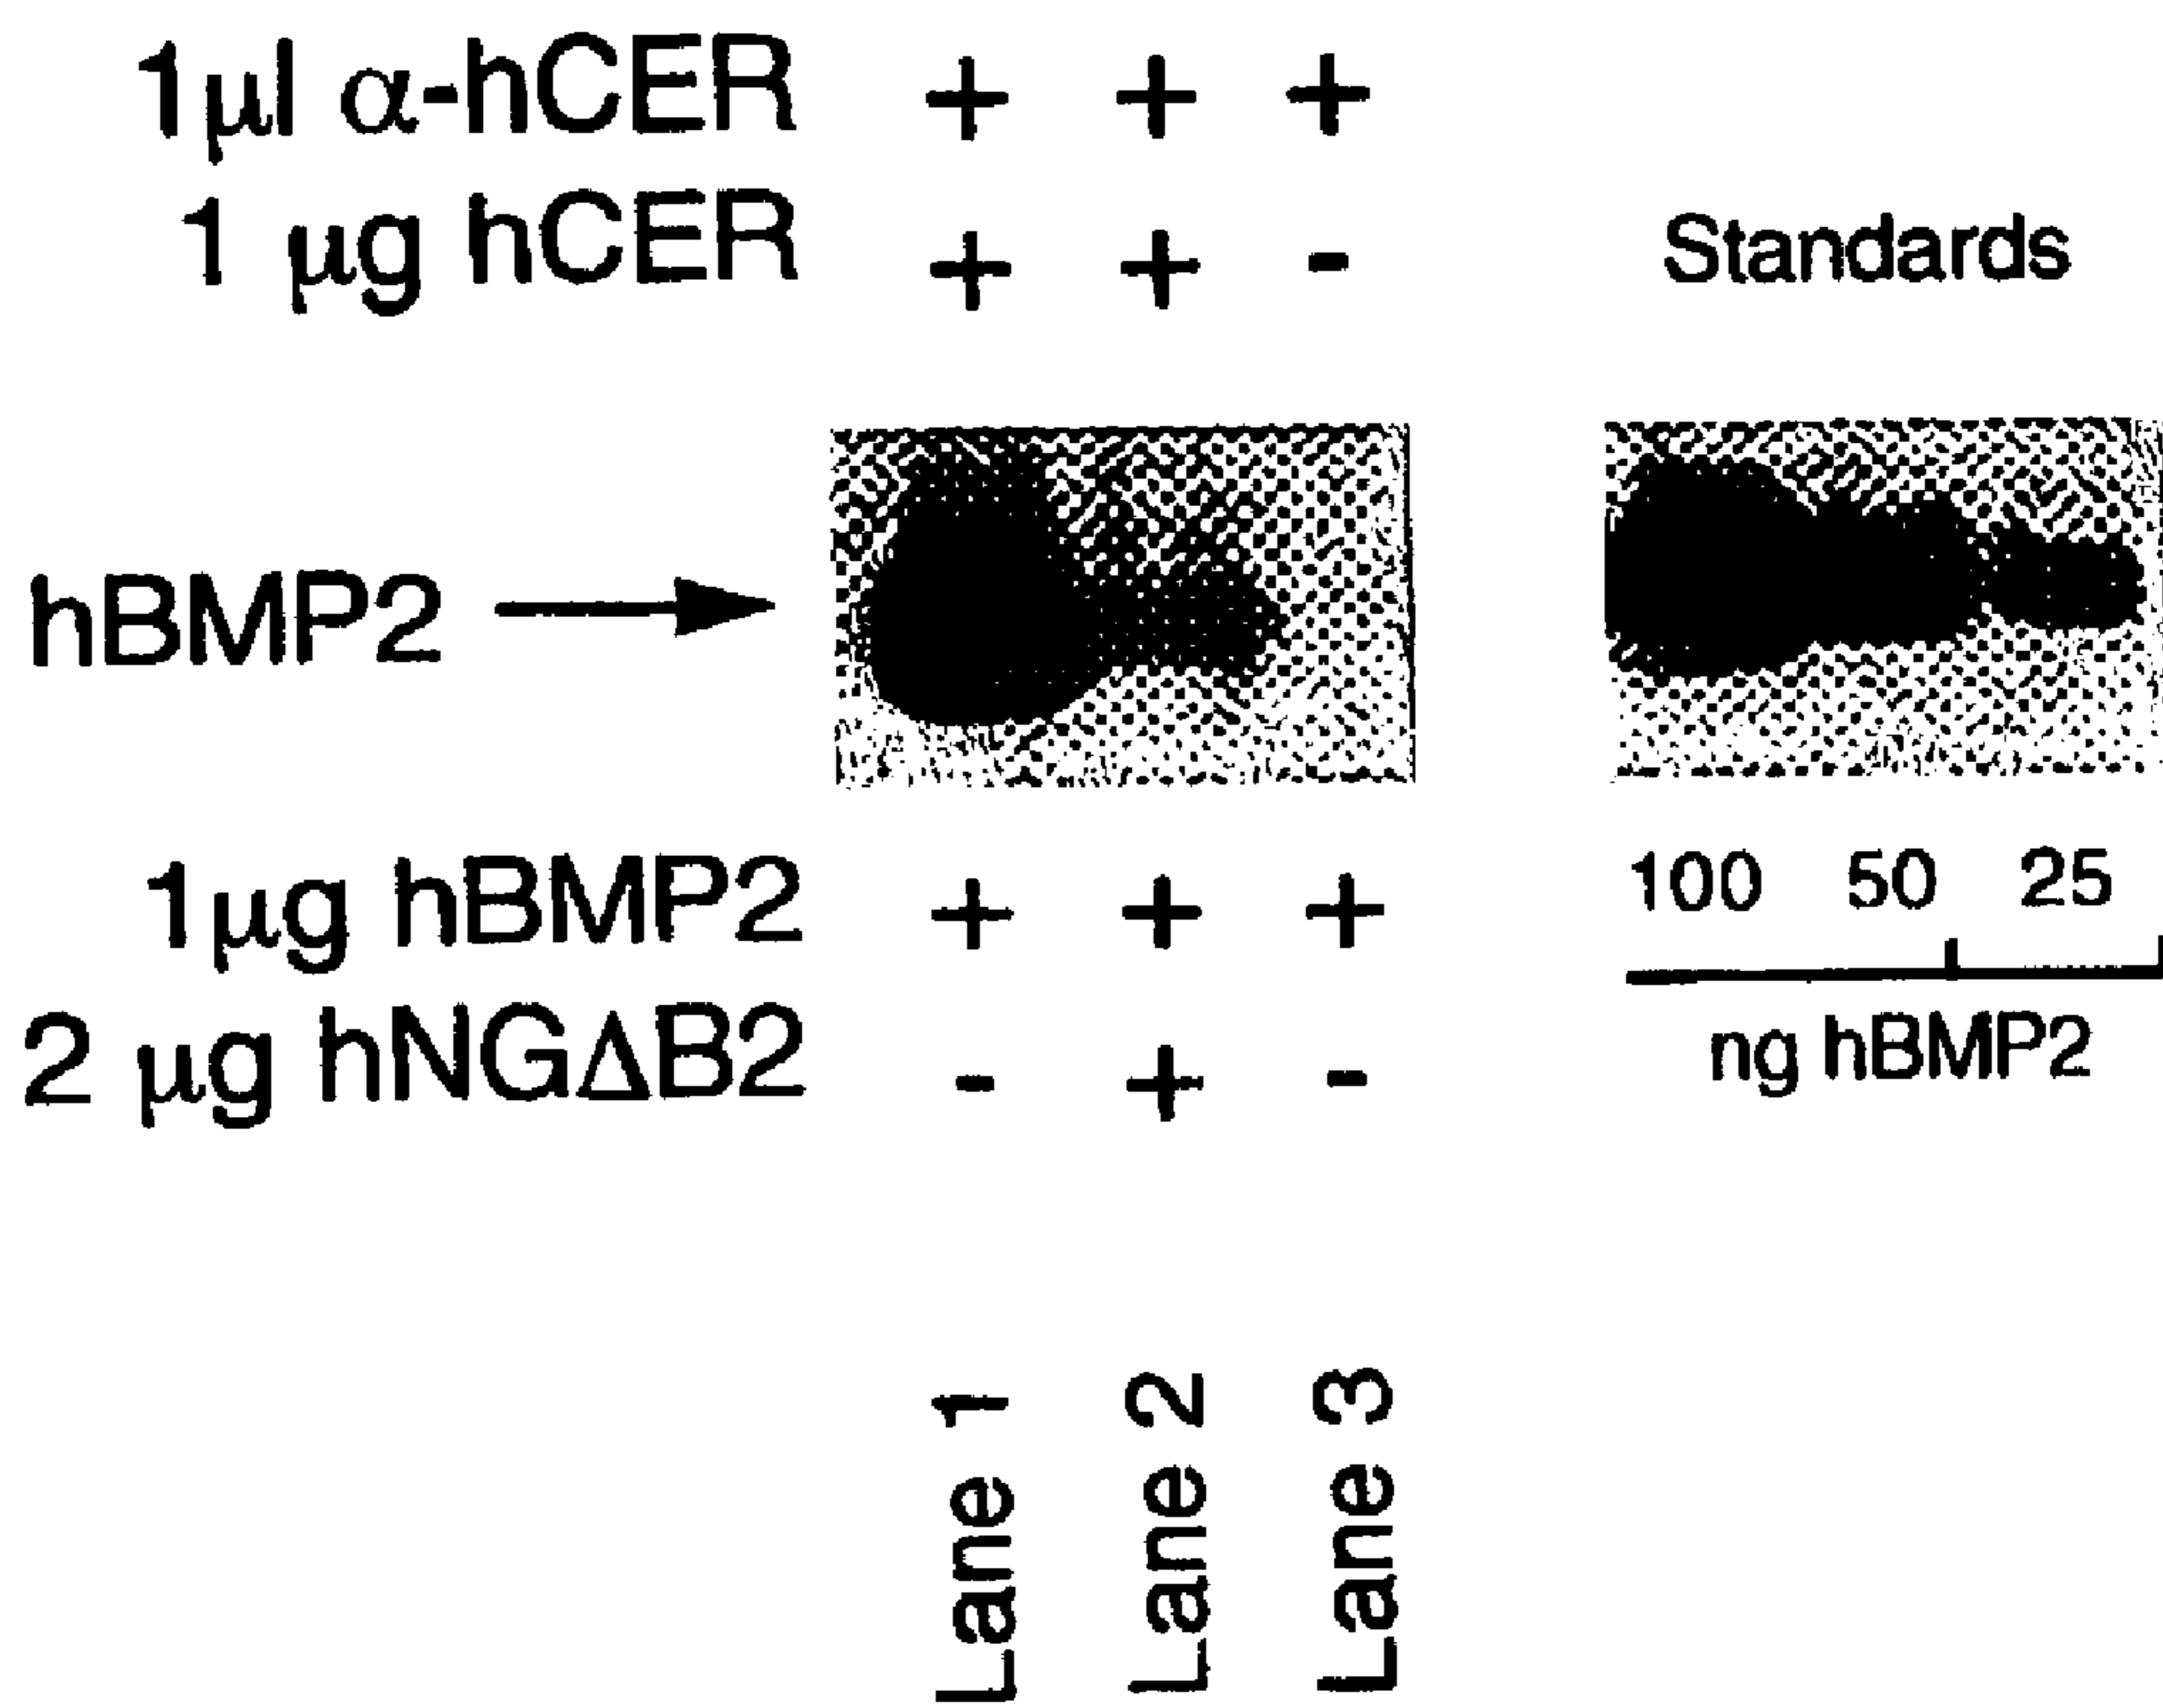 1µl α-hCER + + +
1 µg hCER + + - Standards
hBMP2
1µg hBMP2 + + + 100 50 25
2 µg hNGΔB2 - + - ng hBMP2
Lane 1 Lane 2 Lane 3